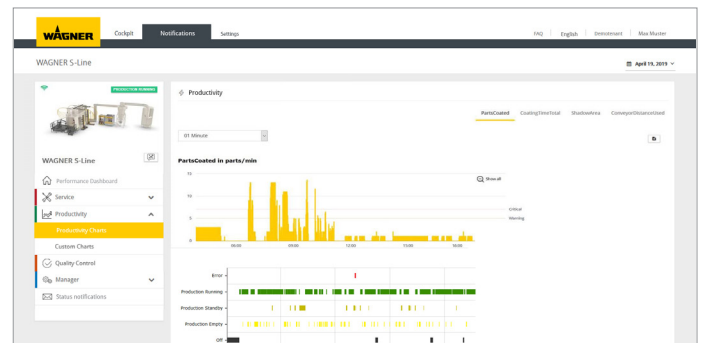 WAGNER
Cockpit
Notifications
Settings
FAQ
English
Demotenant
Max Muster
WAGNER S-Line
April 19, 2019
PRODUCTION RUNNING
Productivity
PartsCoated
CoatingTimeTotal
ShadowArea
ConveyorDistanceUsed
01 Minute
WAGNER S-Line
Performance Dashboard
Service
Productivity
Productivity Charts
Custom Charts
Quality Control
Manager
Status notifications
PartsCoated in parts/min
Show all
15
10
5
0
Critical
Warning
06:00
09:00
12:00
15:00
18:00
Error
Production Running
Production Standby
Production Empty
Off